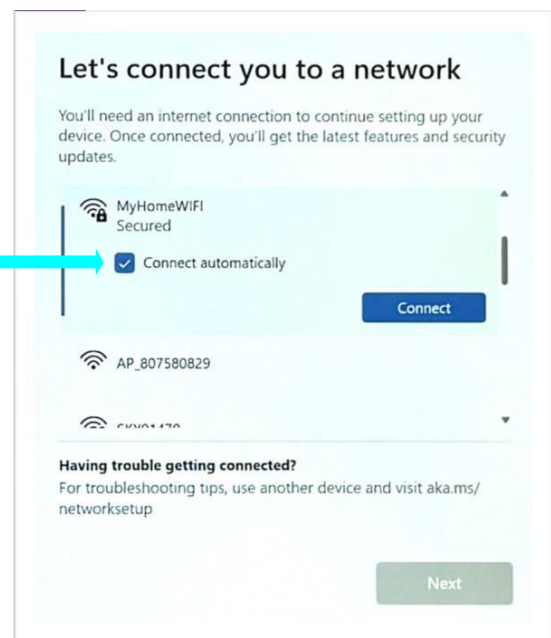 Let's connect you to a network
You'll need an internet connection to continue setting up your
device. Once connected, you'll get the latest features and security
updates.
MyHomeWIFI
Secured
Connect automatically
Connect
AP_807580829
Having trouble getting connected?
For troubleshooting tips, use another device and visit aka.ms/
networksetup
Next